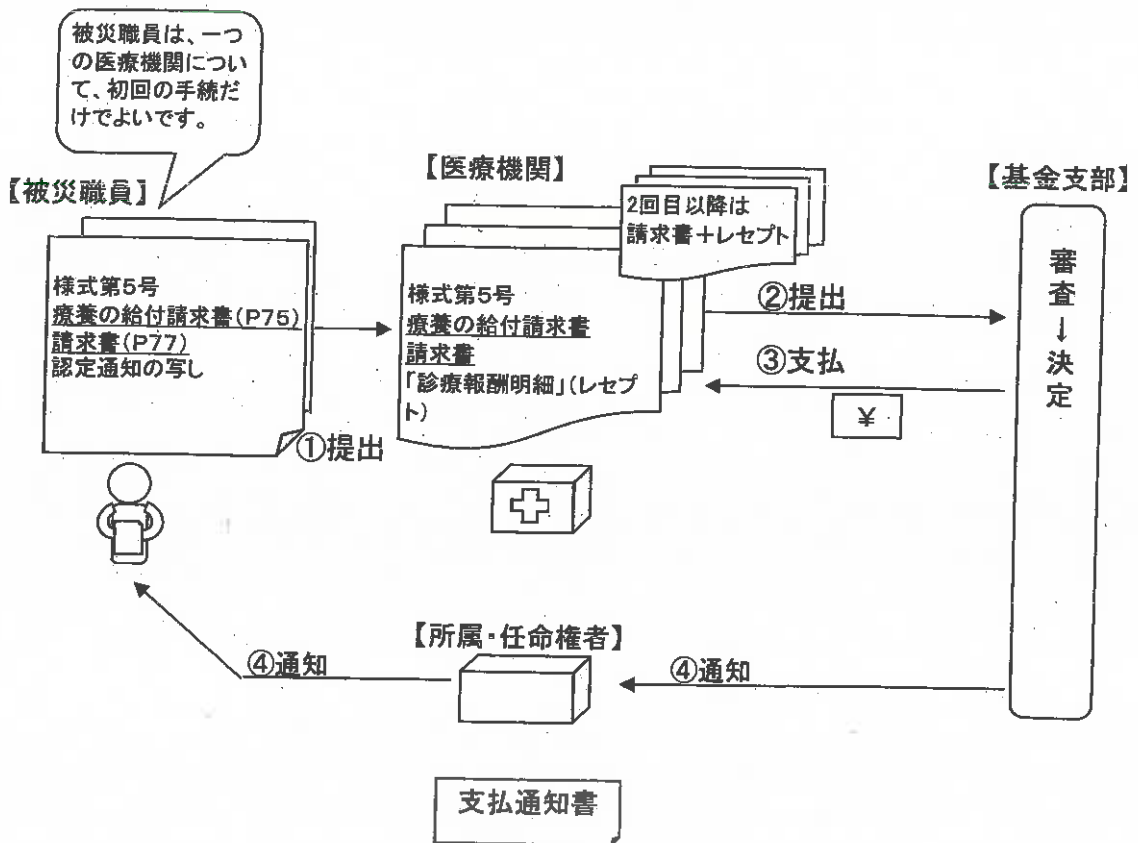 被災職員は、一つ
の医療機関につい
て、初回の手続だ
けでよいです。
【被災職員】
様式第5号
療養の給付請求書(P75)
請求書(P77)
認定通知の写し
①提出
【医療機関】
2回目以降は
請求書+レセプト
様式第5号
療養の給付請求書
請求書
「診療報酬明細」(レセプ
ト)
②提出
③支払
¥
【基金支部】
審査
↓
決定
【所属・任命権者】
④通知
④通知
支払通知書